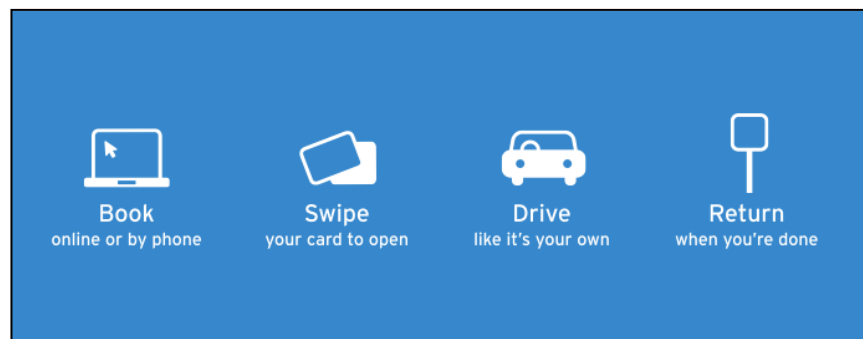 Book
online or by phone
Swipe
your card to open
Drive
like it's your own
Return
when you're done